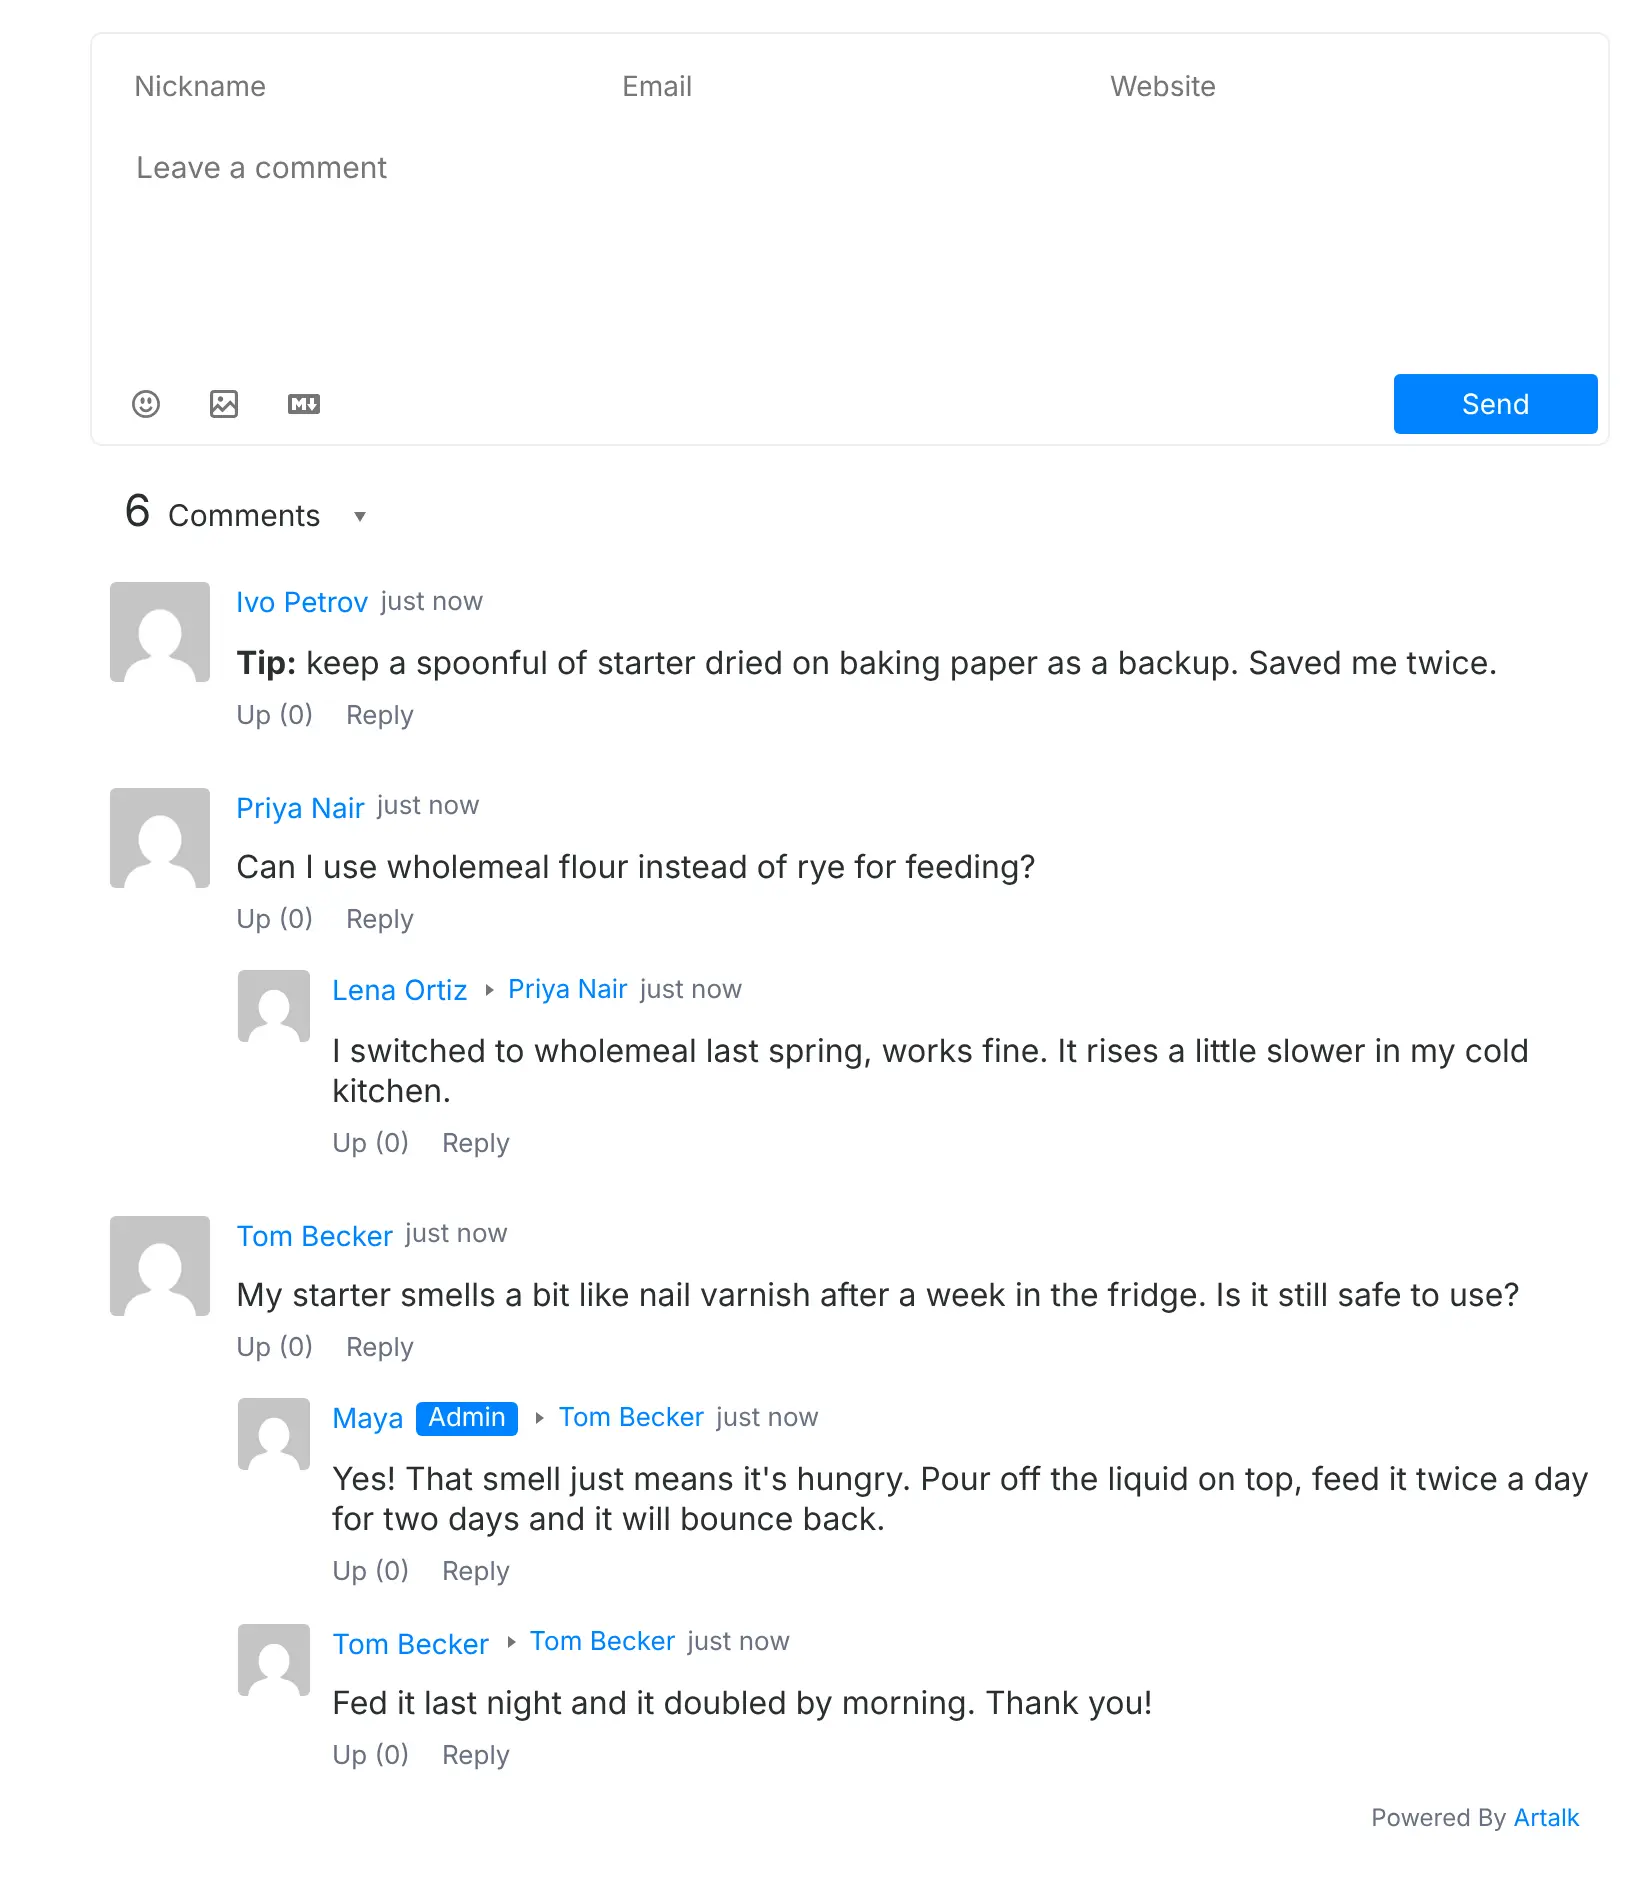 Nickname Email Website
Leave a comment
M↓
Send
6 Comments
Ivo Petrov just now
Tip: keep a spoonful of starter dried on baking paper as a backup. Saved me twice.
Up (0) Reply
Priya Nair just now
Can I use wholemeal flour instead of rye for feeding?
Up (0) Reply
Lena Ortiz Priya Nair just now
I switched to wholemeal last spring, works fine. It rises a little slower in my cold
kitchen.
Up (0) Reply
Tom Becker just now
My starter smells a bit like nail varnish after a week in the fridge. Is it still safe to use?
Up (0) Reply
Maya Admin Tom Becker just now
Yes! That smell just means it's hungry. Pour off the liquid on top, feed it twice a day
for two days and it will bounce back.
Up (0) Reply
Tom Becker Tom Becker just now
Fed it last night and it doubled by morning. Thank you!
Up (0) Reply
Powered By Artalk